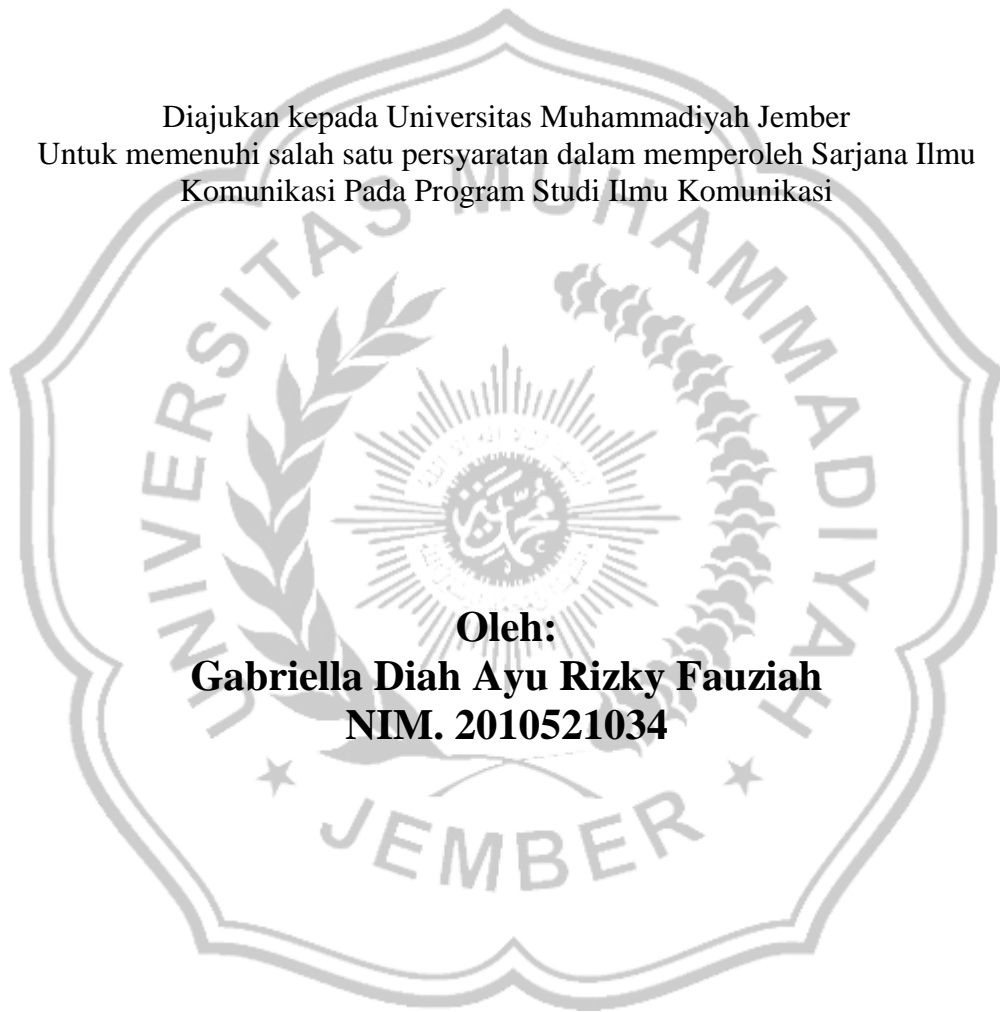 Diajukan kepada Universitas Muhammadiyah Jember
Untuk memenuhi salah satu persyaratan dalam memperoleh Sarjana Ilmu
Komunikasi Pada Program Studi Ilmu Komunikasi
UNIVERSITAS MUHAMMADIYAH
Oleh:
Gabriella Diah Ayu Rizky Fauziah
NIM. 2010521034
JEMBER